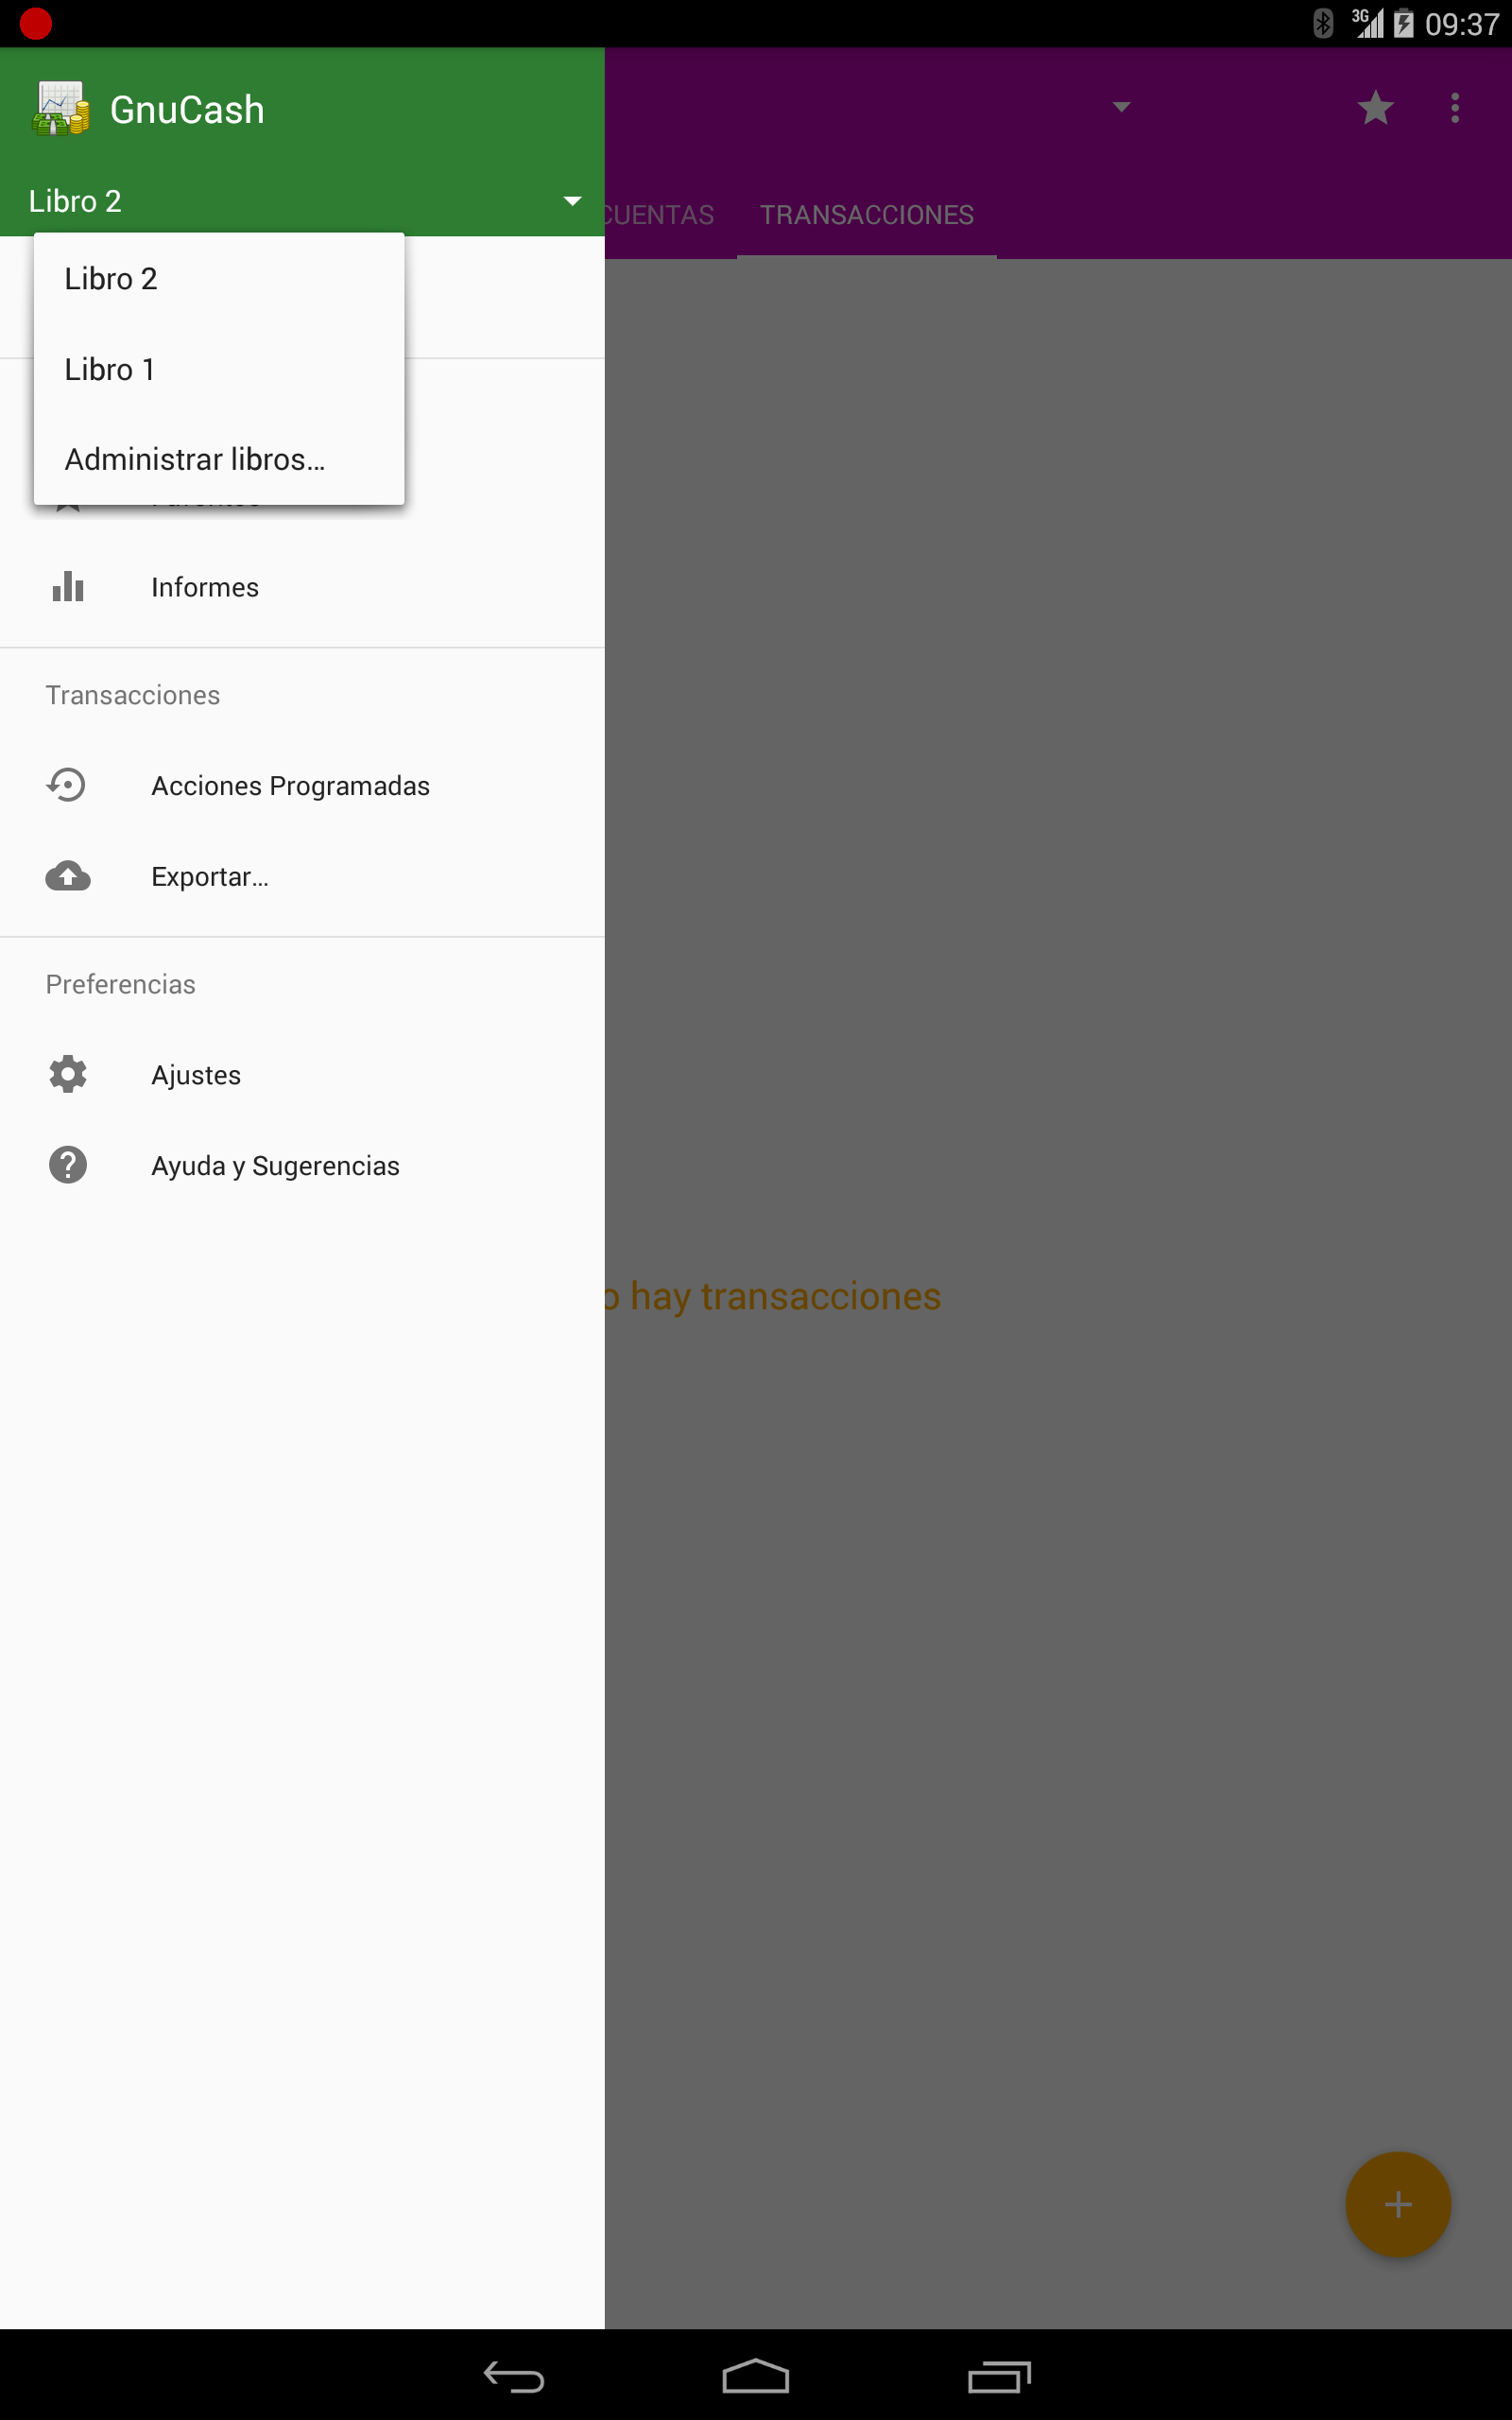 3G 09:37
GnuCash
Libro 2
CUENTAS TRANSACCIONES
Libro 2
Libro 1
Administrar libros...
Informes
Transacciones
Acciones Programadas
Exportar...
Preferencias
Ajustes
Ayuda y Sugerencias
o hay transacciones